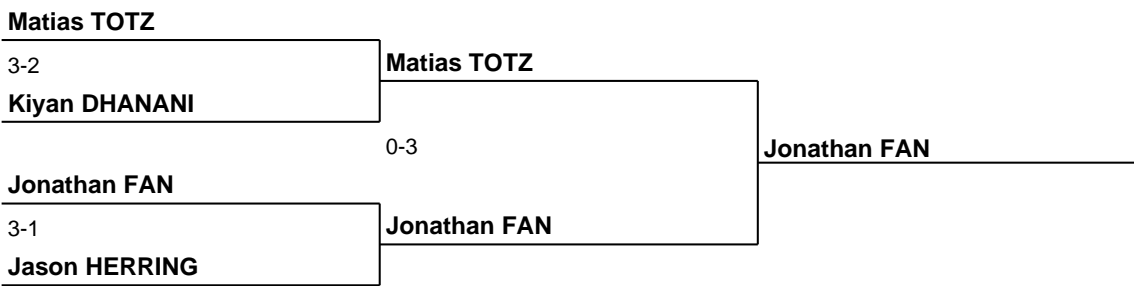 Matias TOTZ
3-2
Matias TOTZ
Kiyan DHANANI
0-3
Jonathan FAN
Jonathan FAN
3-1
Jonathan FAN
Jason HERRING